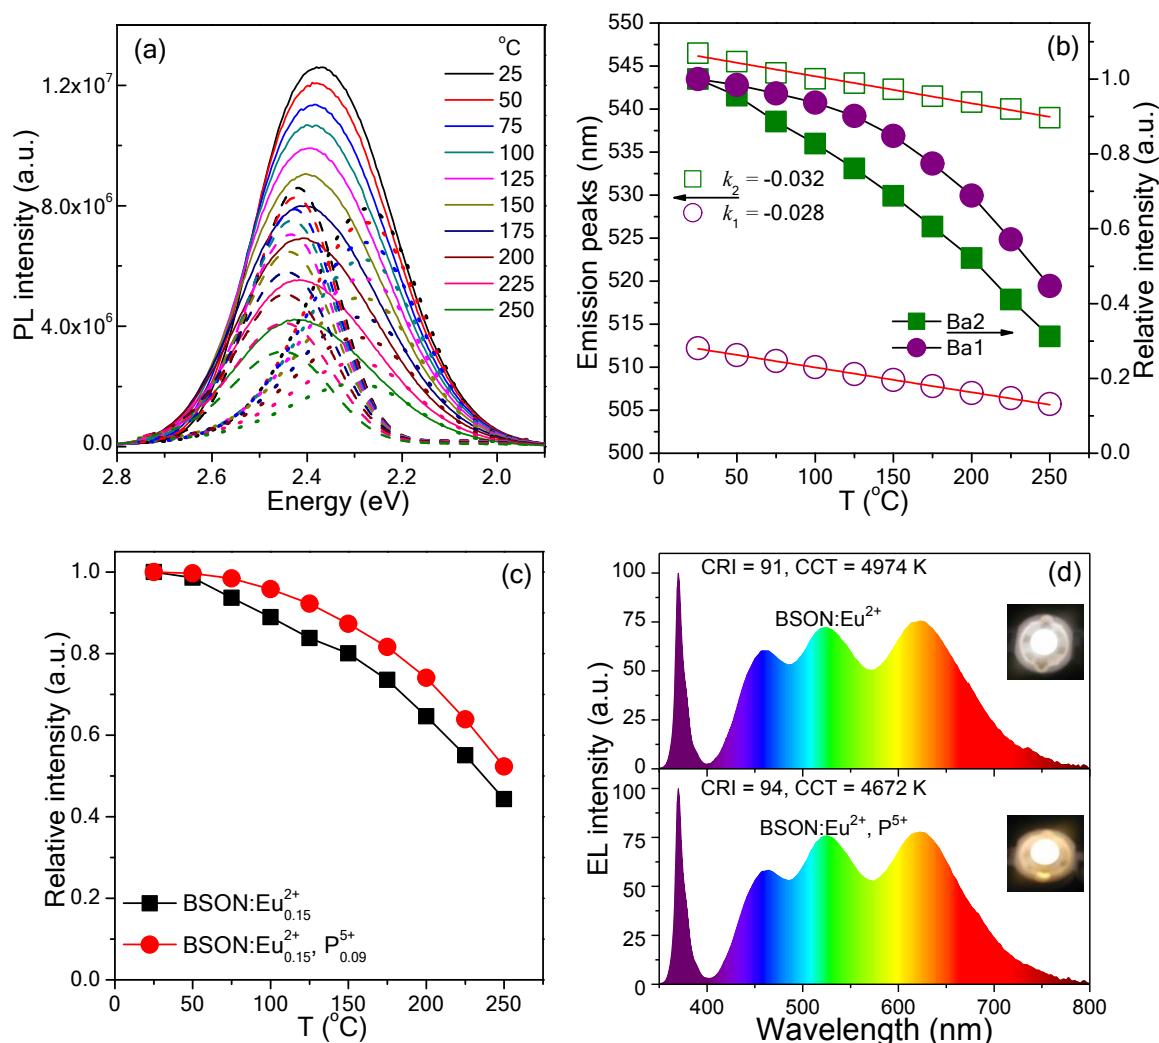 (a)
°C
25
50
75
100
125
150
175
200
225
250
1.2x10⁷
8.0x10⁶
4.0x10⁶
0.0
2.8 2.6 2.4 2.2 2.0
PL intensity (a.u.)
Energy (eV)
(b)
550
545
540
535
530
525
520
515
510
505
500
1.0
0.8
0.6
0.4
0.2
0.0
k₂ = -0.032
k₁ = -0.028
Ba2
Ba1
0 50 100 150 200 250
Emission peaks (nm)
Relative intensity (a.u.)
T (°C)
(c)
1.0
0.8
0.6
0.4
0.2
0.0
BSON:Eu²⁺₀.₁₅
BSON:Eu²⁺₀.₁₅, P⁵⁺₀.₀₉
0 50 100 150 200 250
Relative intensity (a.u.)
T (°C)
(d)
CRI = 91, CCT = 4974 K
BSON:Eu²⁺
100
75
50
25
CRI = 94, CCT = 4672 K
BSON:Eu²⁺, P⁵⁺
100
75
50
25
0
400 500 600 700 800
EL intensity (a.u.)
Wavelength (nm)